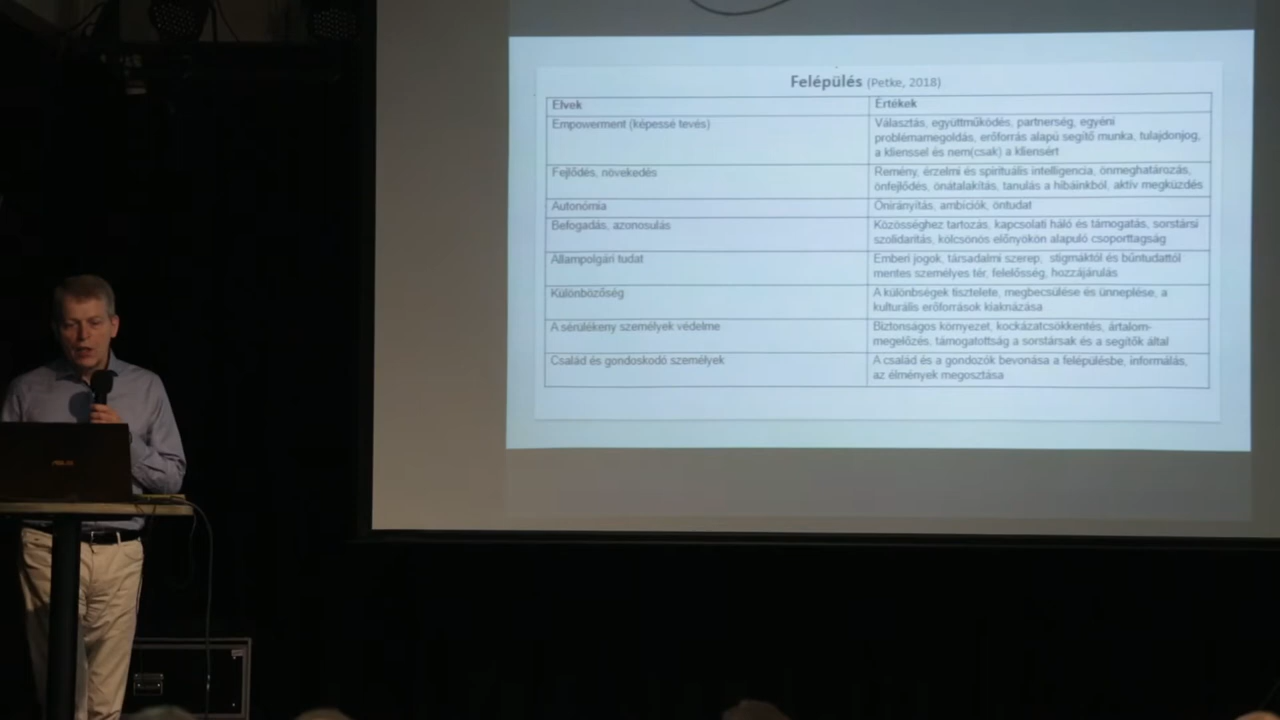 Felépülés (Petke, 2018)
Elvek
Értékek
Empowerment (képessé tevés)
Választás, együttműködés, partnerség, egyéni
problémamegoldás, erőforrás alapú segítő munka, tulajdonjog,
a klienssel és nem(csak) a kliensért
Fejlődés, növekedés
Remény, érzelmi és spirituális intelligencia, önmeghatározás,
önfejlődés, önátalakítás, tanulás a hibáinkból, aktív megküzdés
Autonómia
Önirányítás, ambíciók, öntudat
Befogadás, azonosulás
Közösséghez tartozás, kapcsolati háló és támogatás, sorstársi
szolidaritás, kölcsönös előnyökön alapuló csoporttagság
Állampolgári tudat
Emberi jogok, társadalmi szerep, stigmáktól és bűntudattól
mentes személyes tér, felelősség, hozzájárulás
Különbözőség
A különbségek tisztelete, megbecsülése és ünneplése, a
kulturális erőforrások kiaknázása
A sérülékeny személyek védelme
Biztonságos környezet, kockázatcsökkentés, ártalom-
megelőzés, támogatottság a sorstársak és a segítők által
Család és gondoskodó személyek
A család és a gondozók bevonása a felépülésbe, informálás,
az élmények megosztása
ASUS